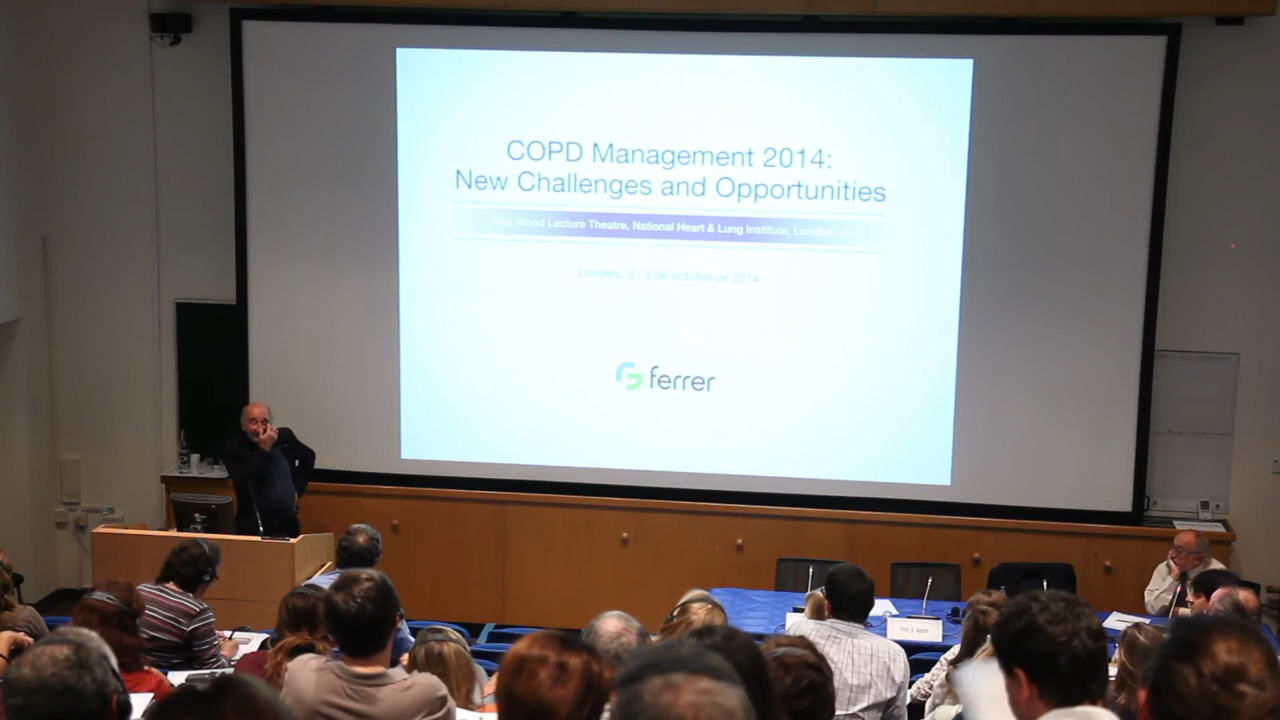 COPD Management 2014:
New Challenges and Opportunities
Wood Lecture Theatre, National Heart & Lung Institute, London,
Londres, 3 - 5 de octubre de 2014
ferrer